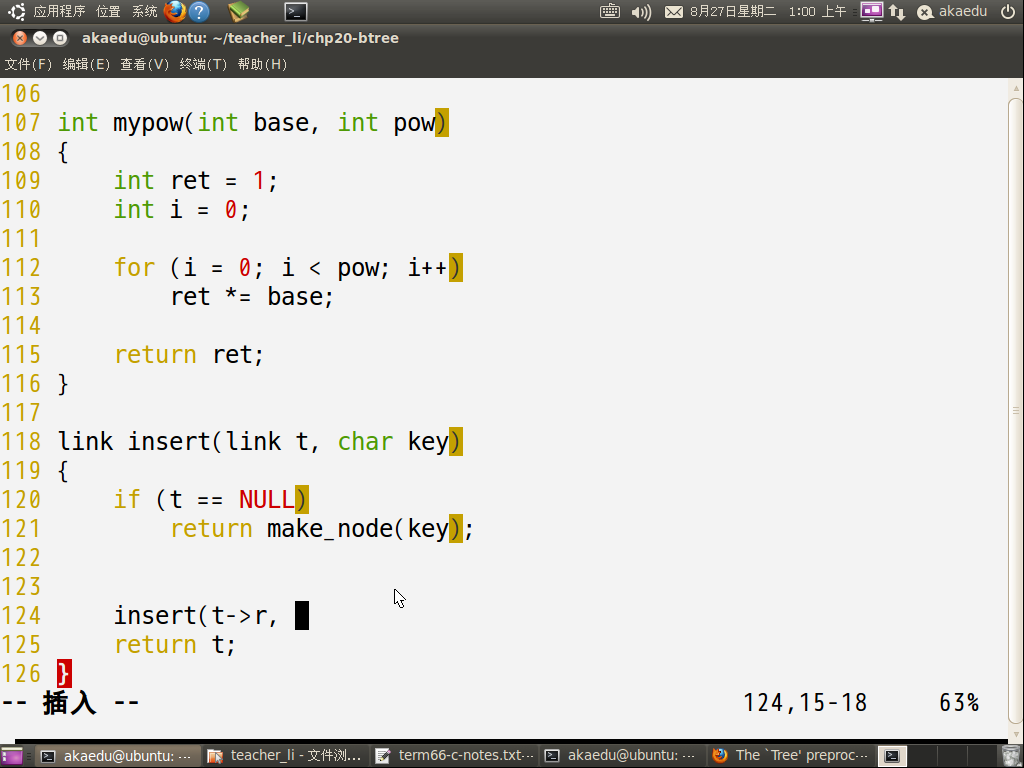 应用程序 位置 系统 8月27日星期二 1:00 上午 akaedu
akaedu@ubuntu: ~/teacher_li/chp20-btree
文件(F) 编辑(E) 查看(V) 终端(T) 帮助(H)
106
107 int mypow(int base, int pow)
108 {
109     int ret = 1;
110     int i = 0;
111
112     for (i = 0; i < pow; i++)
113         ret *= base;
114
115     return ret;
116 }
117
118 link insert(link t, char key)
119 {
120     if (t == NULL)
121         return make_node(key);
122
123
124     insert(t->r, 
125     return t;
126 }
-- 插入 -- 124,15-18 63%
akaedu@ubuntu: ··· teacher_li - 文件浏... term66-c-notes.txt··· akaedu@ubuntu: ··· The `Tree' preproc···